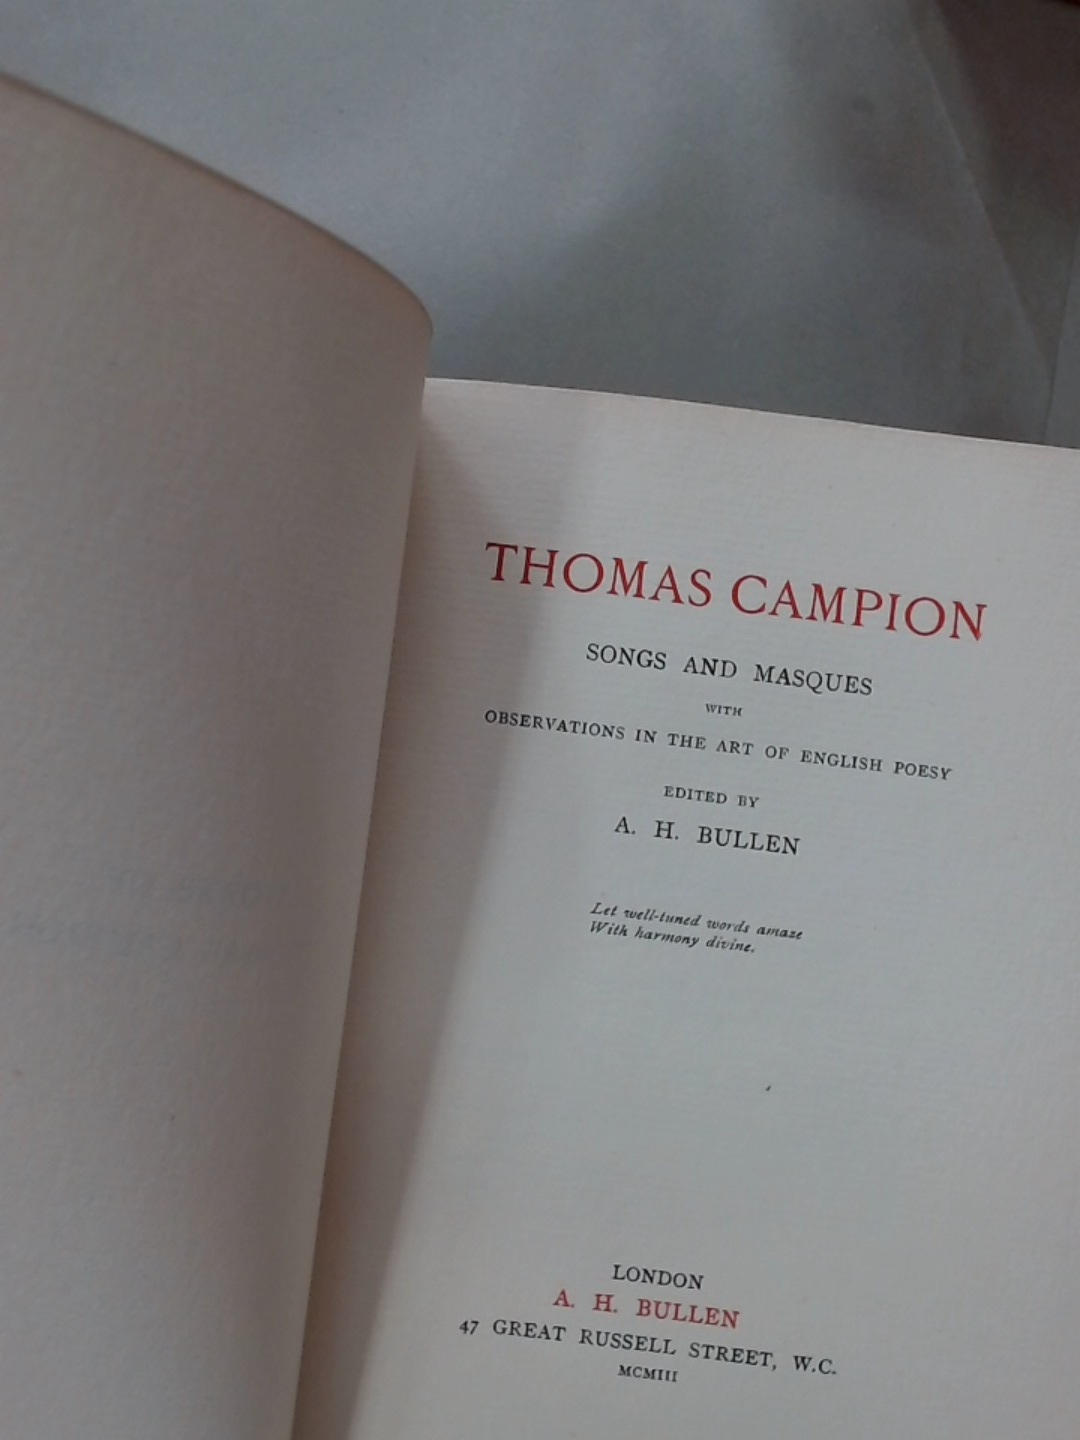 THOMAS CAMPION
SONGS AND MASQUES
WITH
OBSERVATIONS IN THE ART OF ENGLISH POESY
EDITED BY
A. H. BULLEN
Let well-tuned words amaze
With harmony divine.
LONDON
A. H. BULLEN
47 GREAT RUSSELL STREET, W.C.
MCMIII